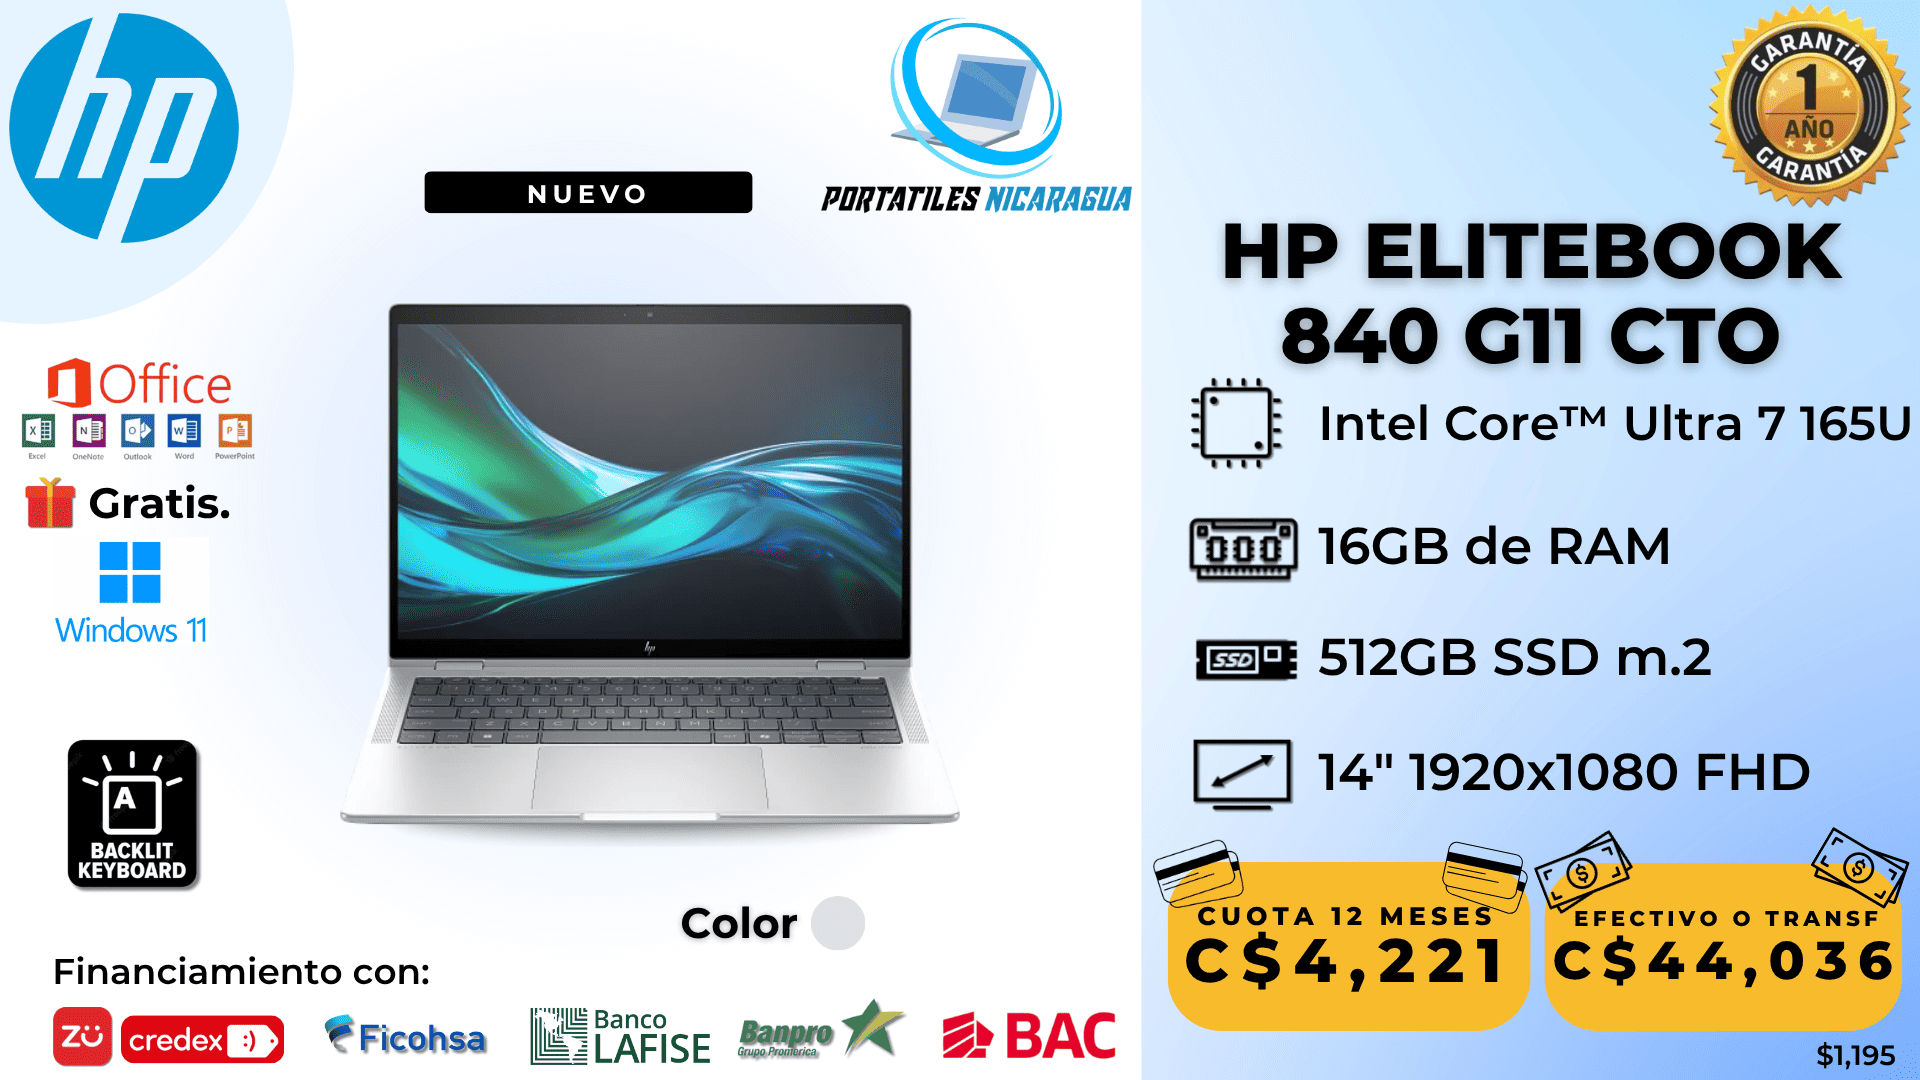 hp
NUEVO
PORTATILES NICARAGUA
GARANTÍA
1
AÑO
GARANTÍA
HP ELITEBOOK
840 G11 CTO
Intel Core™ Ultra 7 165U
16GB de RAM
SSD
512GB SSD m.2
14" 1920x1080 FHD
Office
Excel OneNote Outlook Word PowerPoint
Gratis.
Windows 11
A
BACKLIT
KEYBOARD
Color
Financiamiento con:
ZU
credex
Ficohsa
Banco
LAFISE
Banpro
Grupo Promerica
BAC
CUOTA 12 MESES
C$4,221
EFECTIVO O TRANSF
C$44,036
$1,195